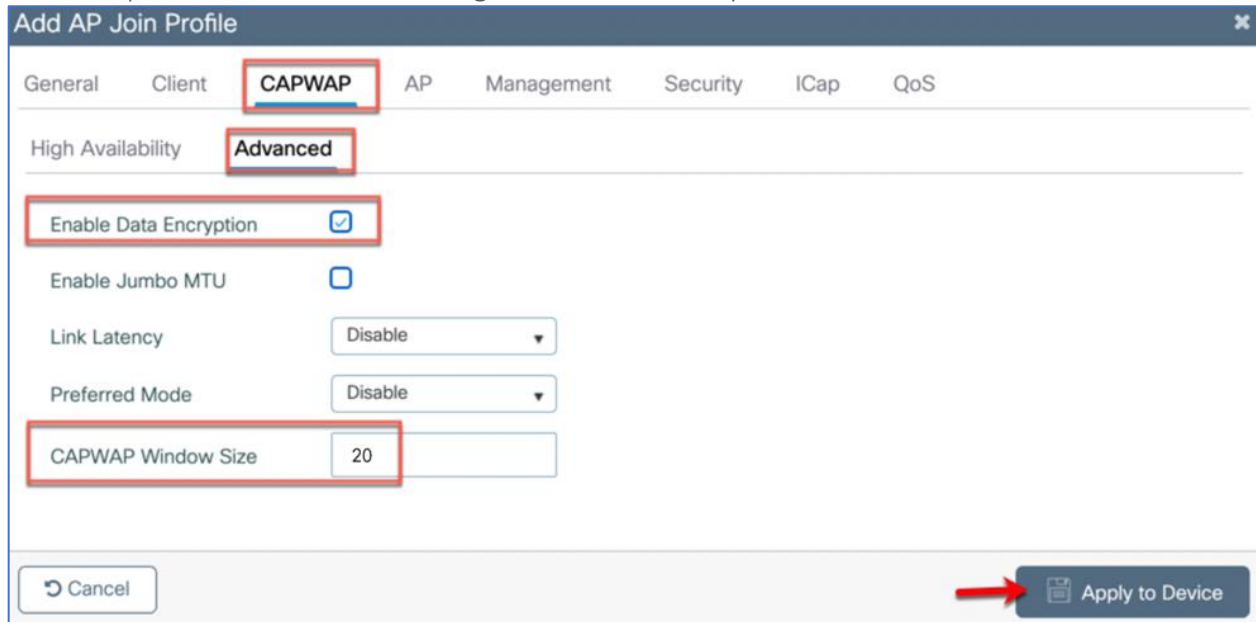 Add AP Join Profile
General Client CAPWAP AP Management Security ICap QoS
High Availability Advanced
Enable Data Encryption
Enable Jumbo MTU
Link Latency Disable
Preferred Mode Disable
CAPWAP Window Size 20
Cancel Apply to Device